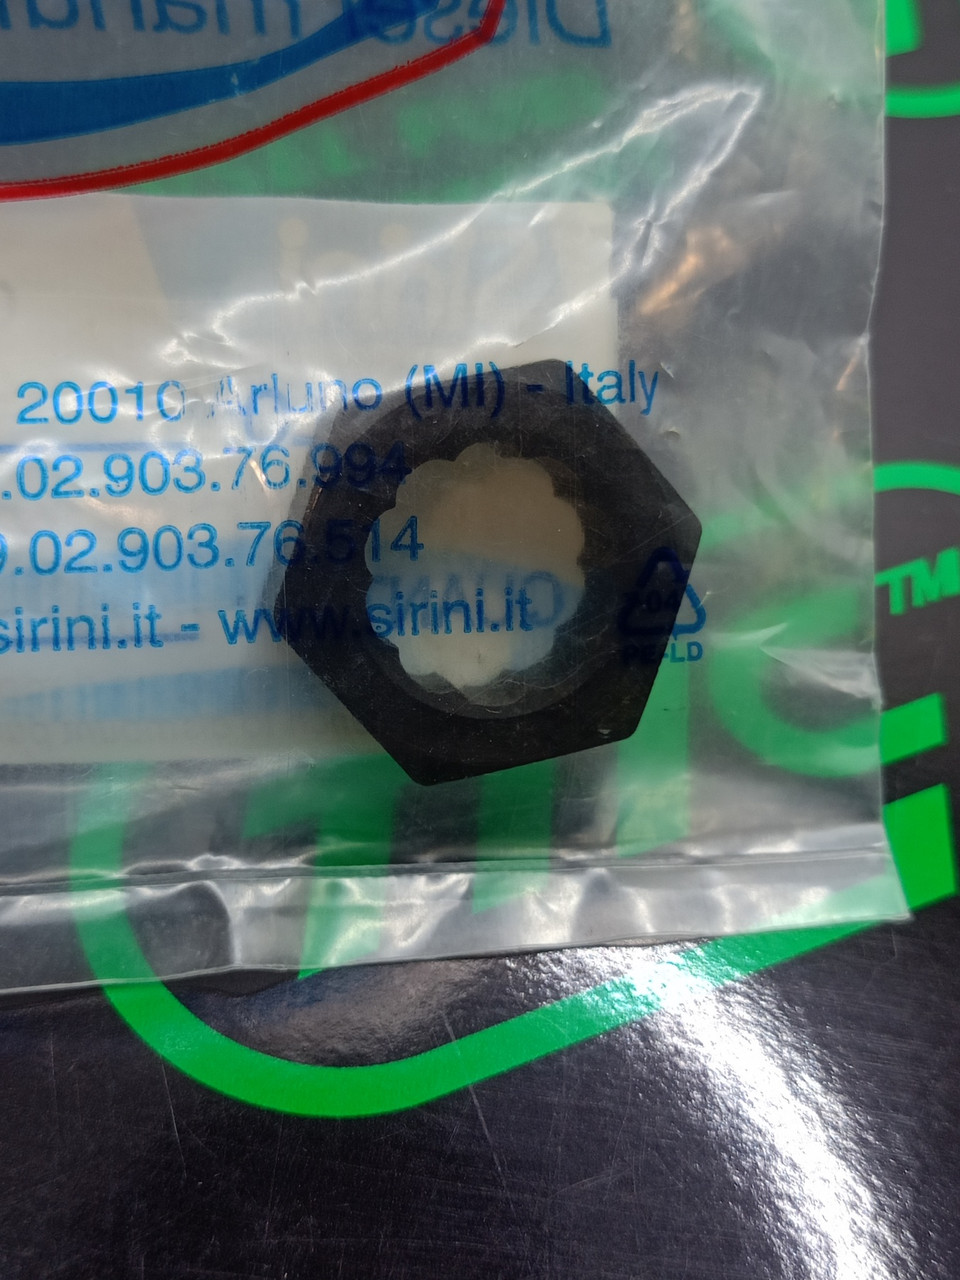 Diesel
20010 Arluno (MI) - Italy
.02.903.76.994
9.02.903.76.514
sirini.it - www.sirini.it
04
PE-LD
TM